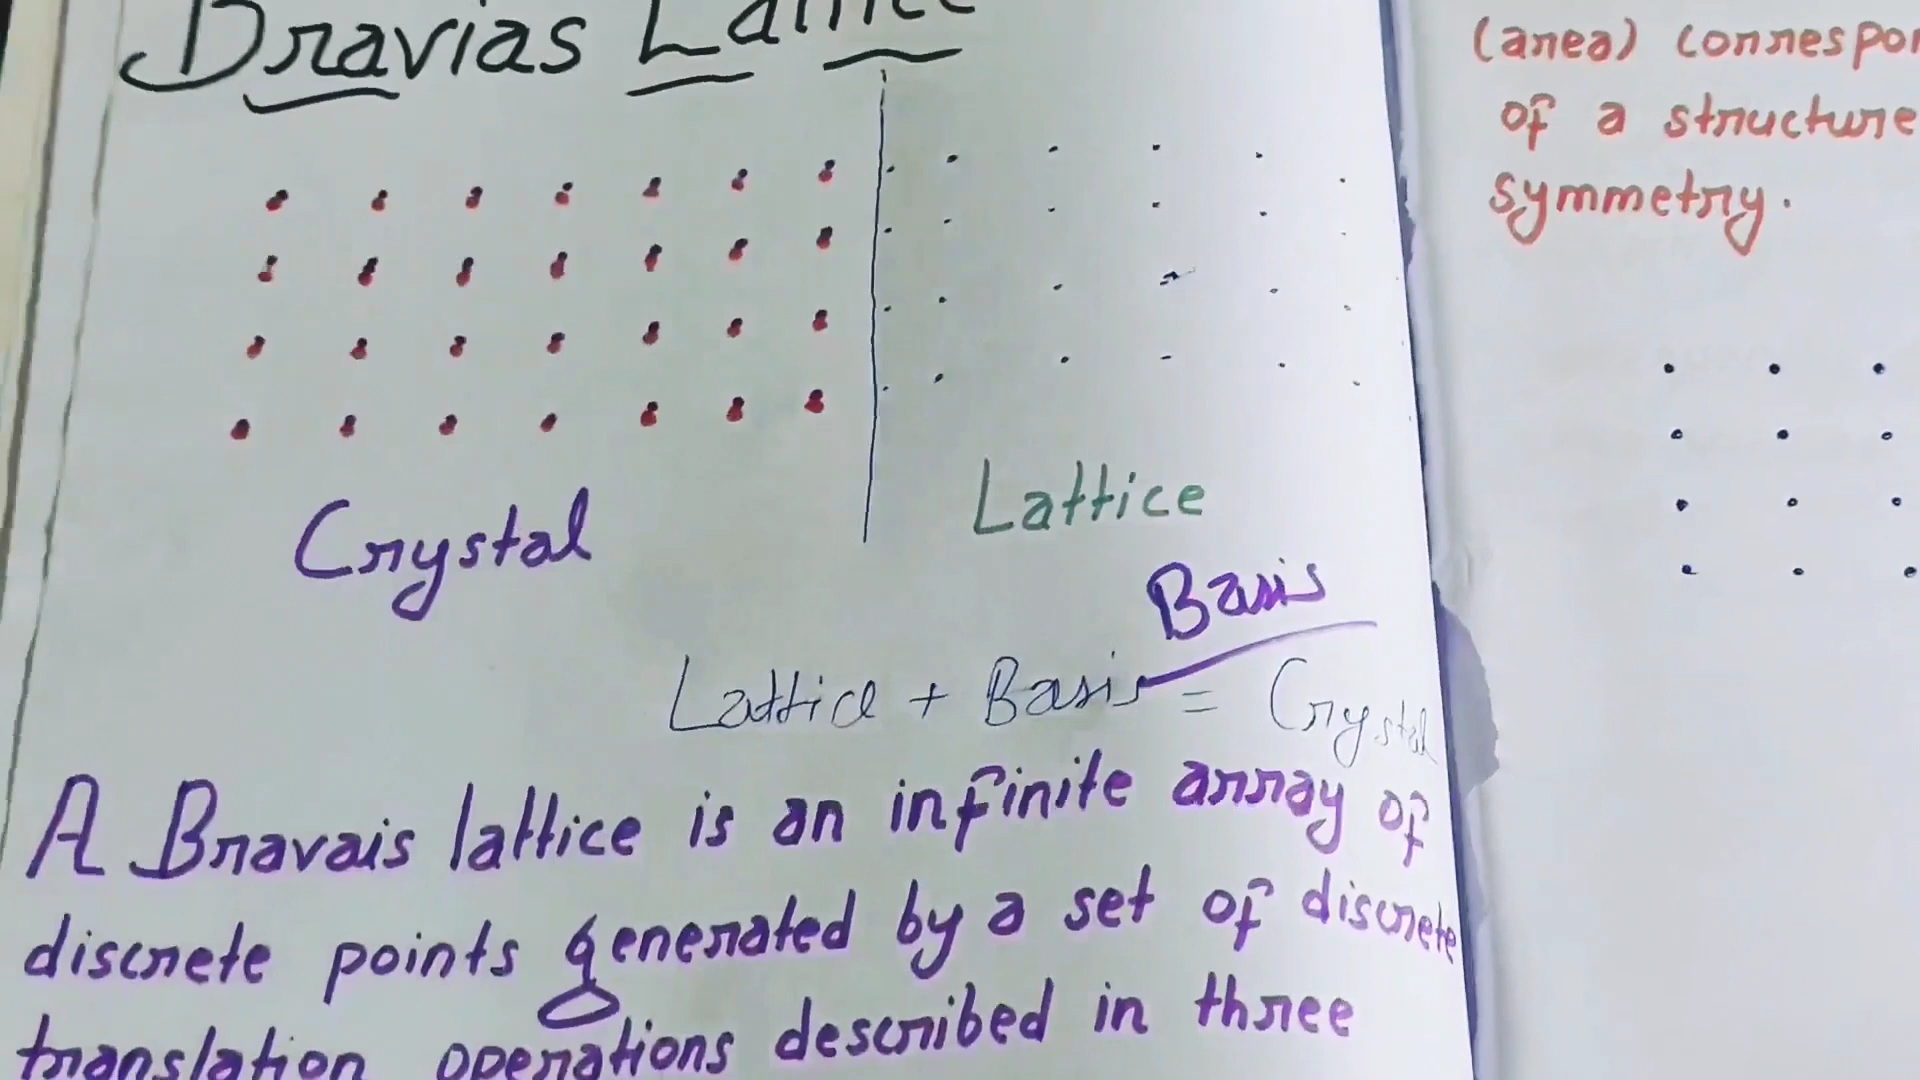 Bravias Lattice
Crystal
Lattice
Basis
Lattice + Basis = Crystal
A Bravais lattice is an infinite array of
discrete points generated by a set of discrete
translation operations described in three
(area)
of a structure
symmetry.